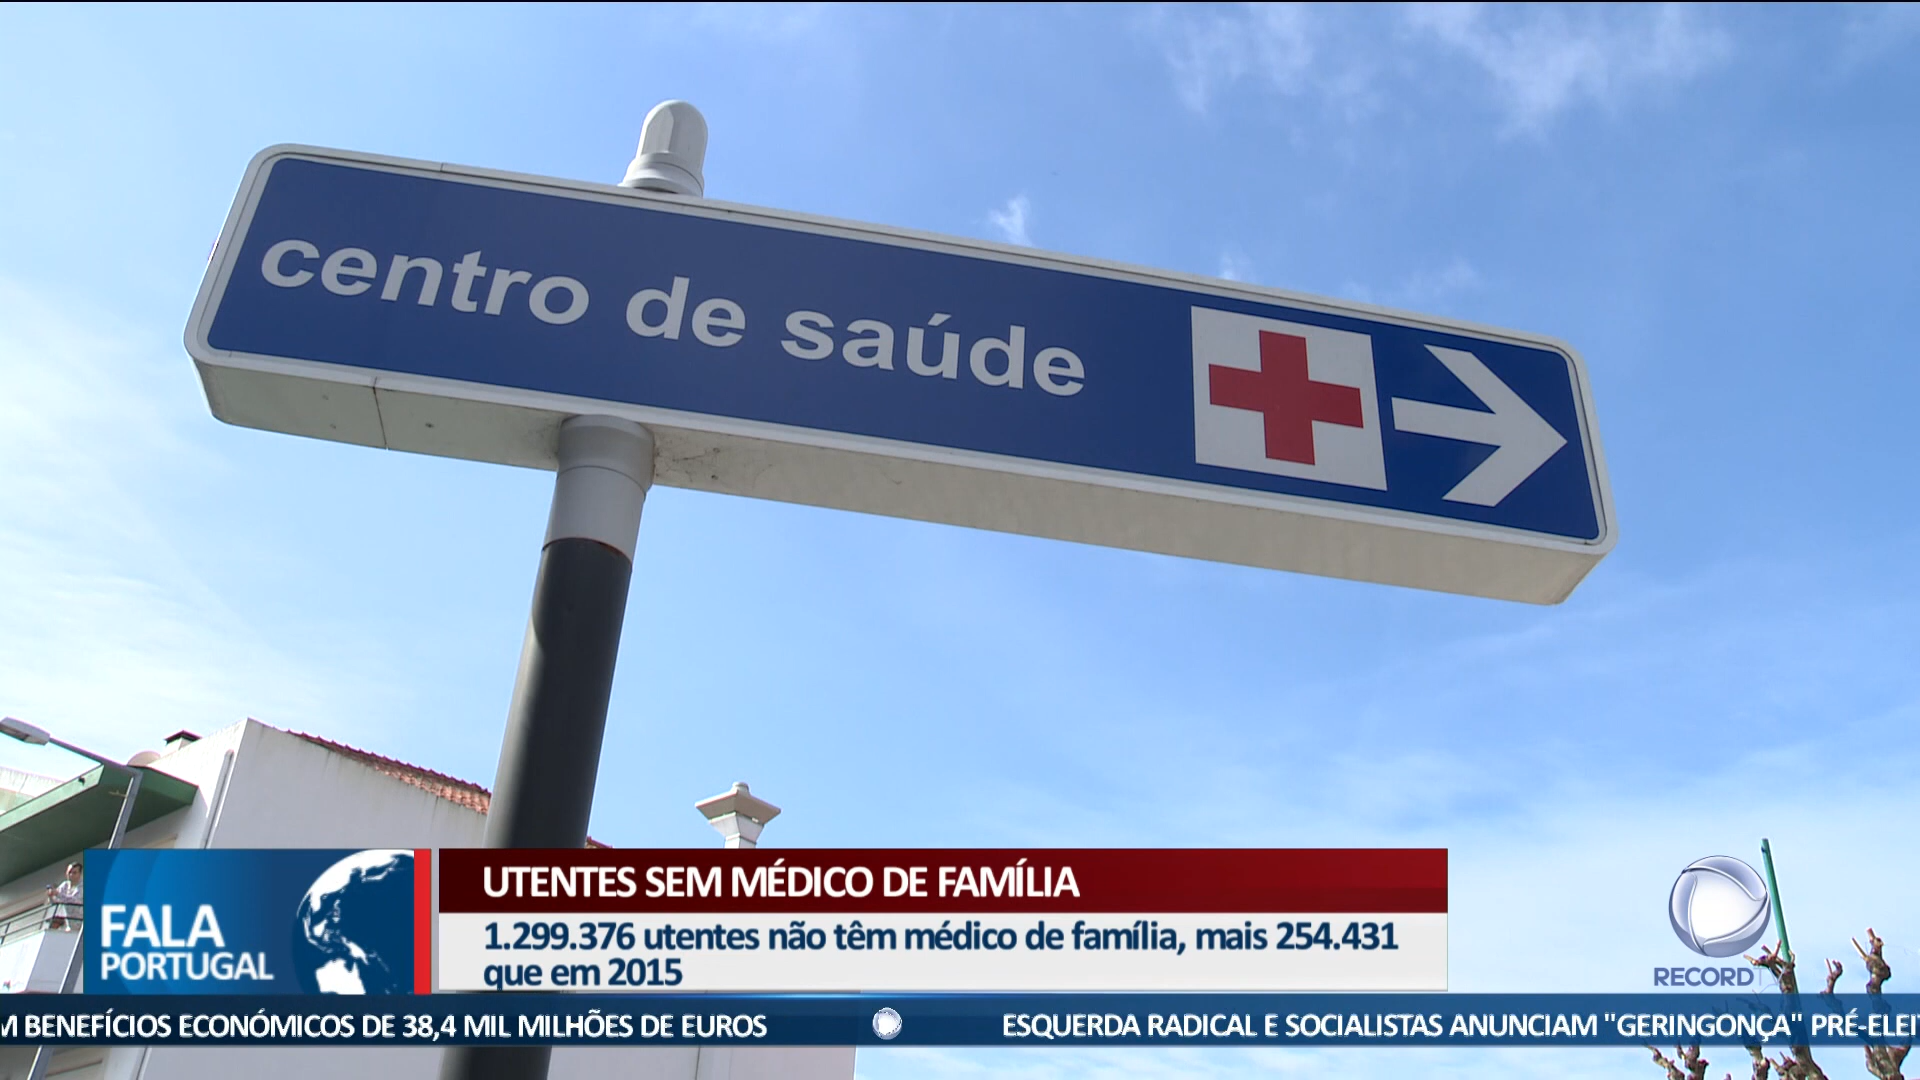 centro de saúde
UTENTES SEM MÉDICO DE FAMÍLIA
1.299.376 utentes não têm médico de família, mais 254.431
que em 2015
FALA
PORTUGAL
RECORD
BENEFÍCIOS ECONÓMICOS DE 38,4 MIL MILHÕES DE EUROS
ESQUERDA RADICAL E SOCIALISTAS ANUNCIAM "GERINGONÇA"